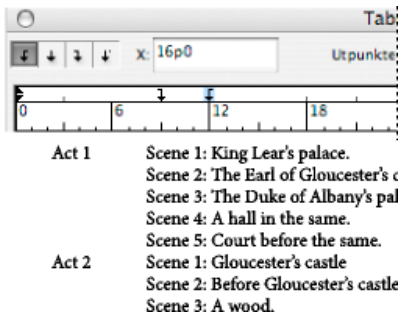 Tab
X: 16p0 Utpunkte
0 6 12 18
Act 1 Scene 1: King Lear's palace.
Scene 2: The Earl of Gloucester's c
Scene 3: The Duke of Albany's pal
Scene 4: A hall in the same.
Scene 5: Court before the same.
Act 2 Scene 1: Gloucester's castle
Scene 2: Before Gloucester's castle
Scene 3: A wood.